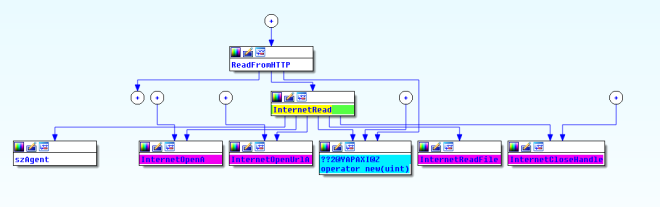 ReadFromHTTP
InternetRead
szAgent
InternetOpenA
InternetOpenUrlA
??2@YAPAXI@Z
operator new(uint)
InternetReadFile
InternetCloseHandle